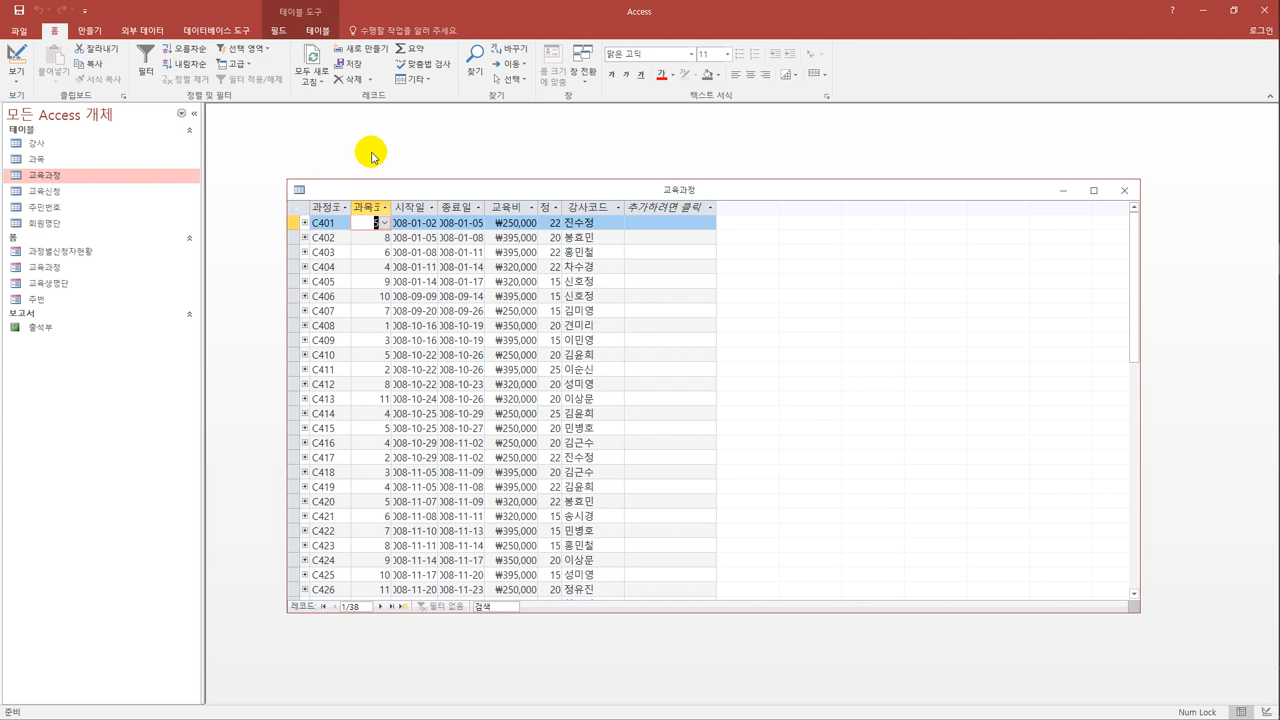 테이블 도구
Access
로그인
파일 홈 만들기 외부 데이터 데이터베이스 도구 필드 테이블 수행할 작업을 알려 주세요.
보기
보기
붙여넣기
잘라내기
복사
서식 복사
클립보드
필터
오름차순
내림차순
정렬 제거
선택 영역
고급
필터 적용/해제
정렬 및 필터
모두 새로
고침
새로 만들기
저장
삭제
요약
맞춤법 검사
기타
레코드
찾기
바꾸기
이동
선택
찾기
폼 크기
에 맞춤
창 전환
창
맑은 고딕 11
가 가 가 가
텍스트 서식
모든 Access 개체
테이블
강사
과목
교육과정
교육신청
주민번호
회원명단
폼
과정별신청자현황
교육과정
교육생명단
주번
보고서
출석부
교육과정
과정코 과목코 시작일 종료일 교육비 정 강사코드 추가하려면 클릭
C401 5 008-01-02 008-01-05 ₩250,000 22 진수정
C402 8 008-01-05 008-01-08 ₩395,000 20 봉효민
C403 6 008-01-08 008-01-11 ₩395,000 22 홍민철
C404 4 008-01-11 008-01-14 ₩320,000 22 차수경
C405 9 008-01-14 008-01-17 ₩320,000 15 신호정
C406 10 008-09-09 008-09-14 ₩395,000 15 신호정
C407 7 008-09-20 008-09-26 ₩250,000 15 김미영
C408 1 008-10-16 008-10-19 ₩350,000 20 견미리
C409 3 008-10-16 008-10-19 ₩395,000 15 이민영
C410 5 008-10-22 008-10-26 ₩250,000 20 김윤희
C411 2 008-10-22 008-10-26 ₩395,000 25 이순신
C412 8 008-10-22 008-10-23 ₩320,000 20 성미영
C413 11 008-10-24 008-10-26 ₩320,000 20 이상문
C414 4 008-10-25 008-10-29 ₩250,000 25 김윤희
C415 5 008-10-25 008-10-27 ₩250,000 20 민병호
C416 4 008-10-29 008-11-02 ₩250,000 20 김근수
C417 2 008-10-29 008-11-02 ₩250,000 22 진수정
C418 3 008-11-05 008-11-09 ₩395,000 20 김근수
C419 4 008-11-05 008-11-08 ₩395,000 22 김윤희
C420 5 008-11-07 008-11-09 ₩320,000 22 봉효민
C421 6 008-11-08 008-11-11 ₩320,000 15 송시경
C422 7 008-11-10 008-11-13 ₩395,000 15 민병호
C423 8 008-11-11 008-11-14 ₩250,000 15 홍민철
C424 9 008-11-14 008-11-17 ₩350,000 20 이상문
C425 10 008-11-17 008-11-20 ₩395,000 15 성미영
C426 11 008-11-20 008-11-23 ₩250,000 20 정유진
레코드: 1/38 필터 없음 검색
준비
Num Lock